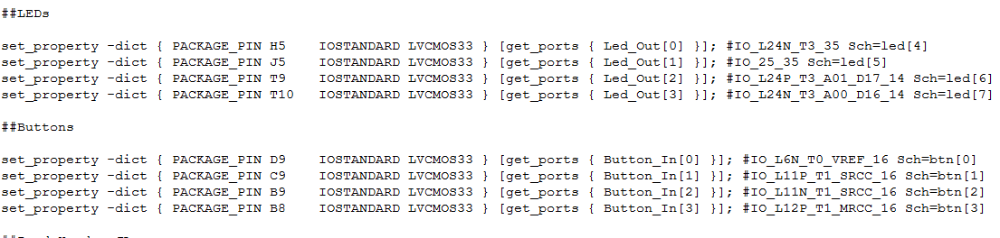 ##LEDs
set_property -dict { PACKAGE_PIN H5    IOSTANDARD LVCMOS33 } [get_ports { Led_Out[0] }]; #IO_L24N_T3_35 Sch=led[4]
set_property -dict { PACKAGE_PIN J5    IOSTANDARD LVCMOS33 } [get_ports { Led_Out[1] }]; #IO_25_35 Sch=led[5]
set_property -dict { PACKAGE_PIN T9    IOSTANDARD LVCMOS33 } [get_ports { Led_Out[2] }]; #IO_L24P_T3_A01_D17_14 Sch=led[6]
set_property -dict { PACKAGE_PIN T10   IOSTANDARD LVCMOS33 } [get_ports { Led_Out[3] }]; #IO_L24N_T3_A00_D16_14 Sch=led[7]
##Buttons
set_property -dict { PACKAGE_PIN D9    IOSTANDARD LVCMOS33 } [get_ports { Button_In[0] }]; #IO_L6N_T0_VREF_16 Sch=btn[0]
set_property -dict { PACKAGE_PIN C9    IOSTANDARD LVCMOS33 } [get_ports { Button_In[1] }]; #IO_L11P_T1_SRCC_16 Sch=btn[1]
set_property -dict { PACKAGE_PIN B9    IOSTANDARD LVCMOS33 } [get_ports { Button_In[2] }]; #IO_L11N_T1_SRCC_16 Sch=btn[2]
set_property -dict { PACKAGE_PIN B8    IOSTANDARD LVCMOS33 } [get_ports { Button_In[3] }]; #IO_L12P_T1_MRCC_16 Sch=btn[3]